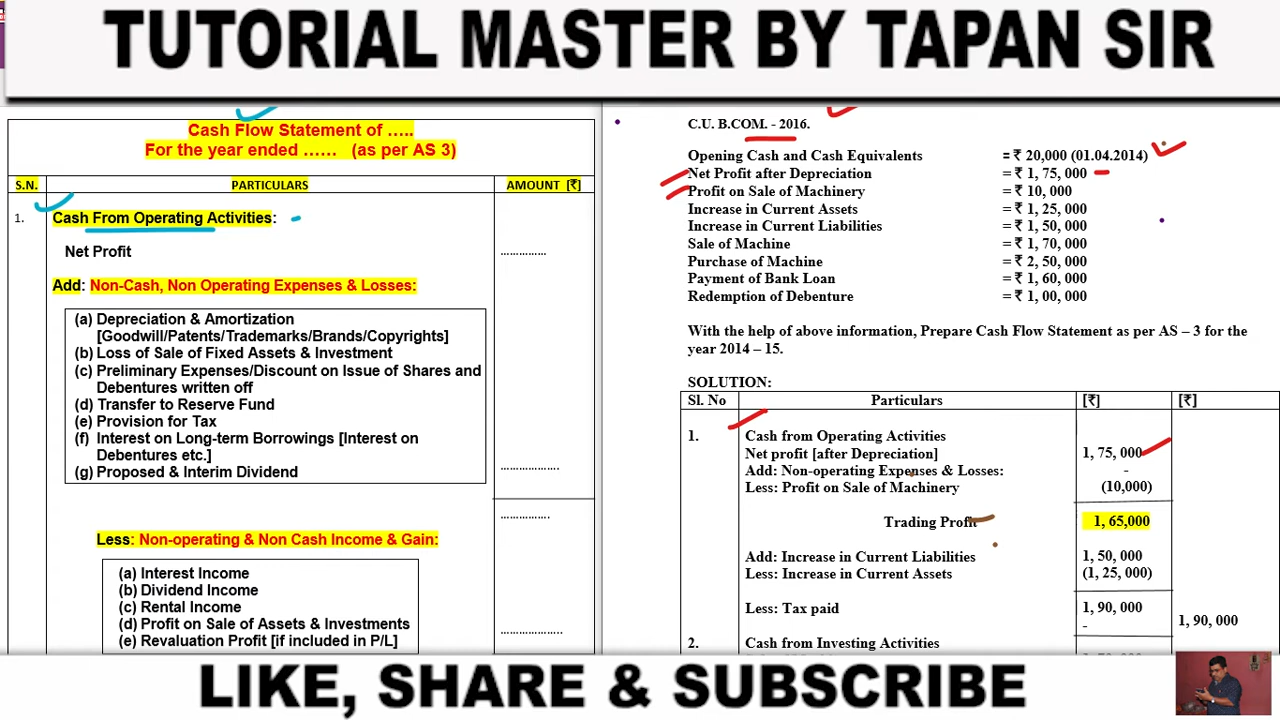 TUTORIAL MASTER BY TAPAN SIR
Cash Flow Statement of …..
For the year ended …… (as per AS 3)
S.N. PARTICULARS AMOUNT [₹]
1. Cash From Operating Activities:
Net Profit ……………
Add: Non-Cash, Non Operating Expenses & Losses:
(a) Depreciation & Amortization
[Goodwill/Patents/Trademarks/Brands/Copyrights]
(b) Loss of Sale of Fixed Assets & Investment
(c) Preliminary Expenses/Discount on Issue of Shares and
Debentures written off
(d) Transfer to Reserve Fund
(e) Provision for Tax
(f) Interest on Long-term Borrowings [Interest on
Debentures etc.]
(g) Proposed & Interim Dividend ……………….
…………….
Less: Non-operating & Non Cash Income & Gain:
(a) Interest Income
(b) Dividend Income
(c) Rental Income
(d) Profit on Sale of Assets & Investments
(e) Revaluation Profit [if included in P/L] ………………..
C.U. B.COM. - 2016.
Opening Cash and Cash Equivalents = ₹ 20,000 (01.04.2014)
Net Profit after Depreciation = ₹ 1, 75, 000
Profit on Sale of Machinery = ₹ 10, 000
Increase in Current Assets = ₹ 1, 25, 000
Increase in Current Liabilities = ₹ 1, 50, 000
Sale of Machine = ₹ 1, 70, 000
Purchase of Machine = ₹ 2, 50, 000
Payment of Bank Loan = ₹ 1, 60, 000
Redemption of Debenture = ₹ 1, 00, 000
With the help of above information, Prepare Cash Flow Statement as per AS – 3 for the
year 2014 – 15.
SOLUTION:
Sl. No Particulars [₹] [₹]
1. Cash from Operating Activities
Net profit [after Depreciation] 1, 75, 000
Add: Non-operating Expenses & Losses: -
Less: Profit on Sale of Machinery (10,000)
Trading Profit 1, 65,000
Add: Increase in Current Liabilities 1, 50, 000
Less: Increase in Current Assets (1, 25, 000)
1, 90, 000
Less: Tax paid - 1, 90, 000
2. Cash from Investing Activities
LIKE, SHARE & SUBSCRIBE